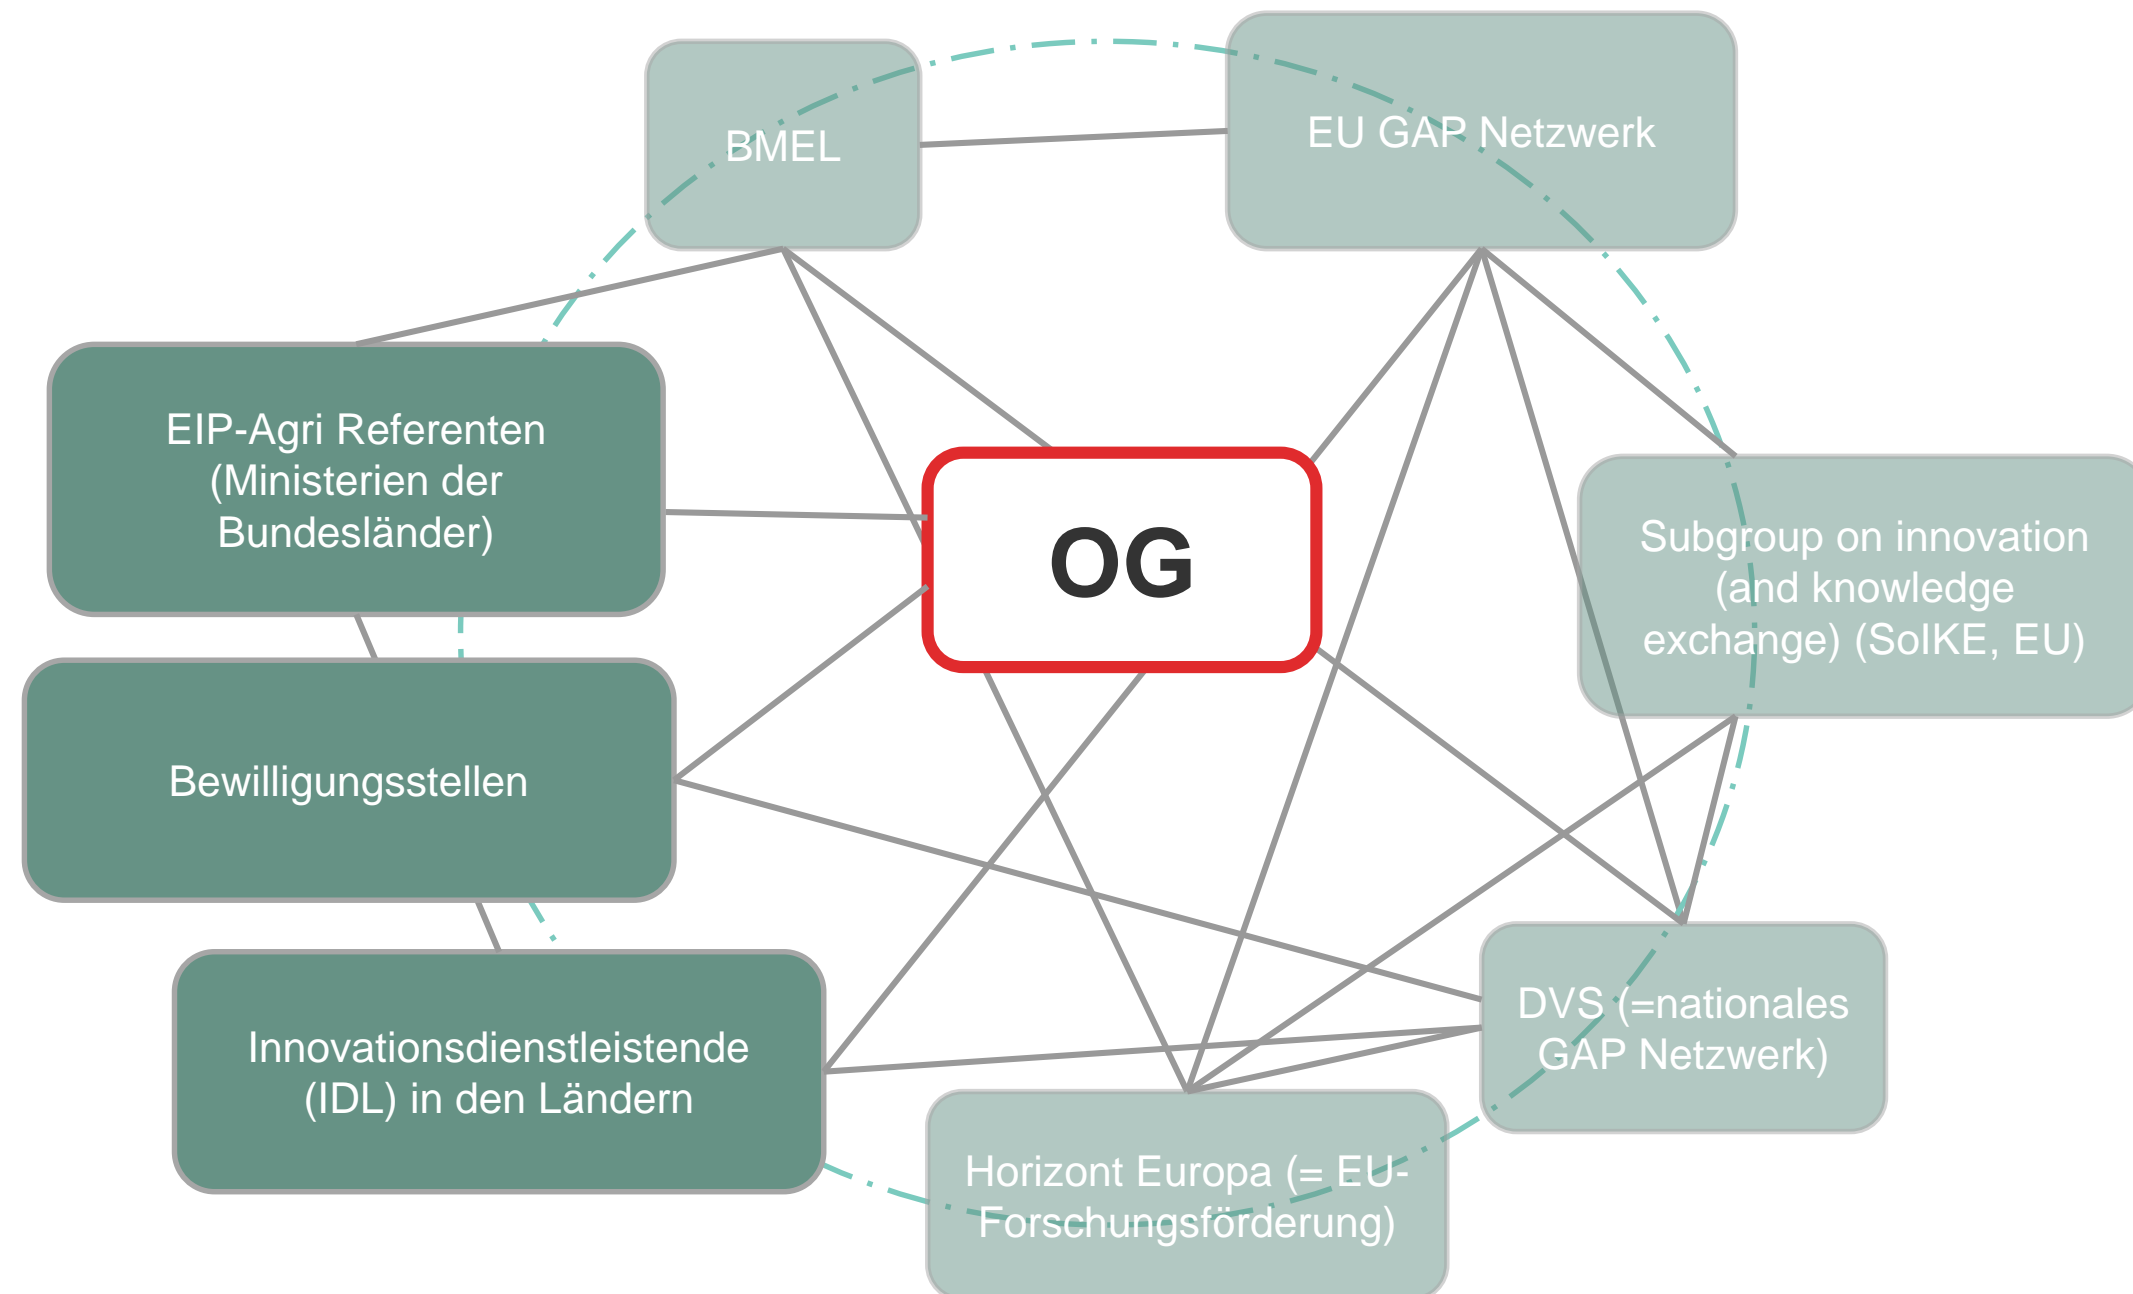 BMEL
EU GAP Netzwerk
EIP-Agri Referenten
(Ministerien der
Bundesländer)
OG
Subgroup on innovation
(and knowledge
exchange) (SoIKE, EU)
Bewilligungsstellen
DVS (=nationales
GAP Netzwerk)
Innovationsdienstleistende
(IDL) in den Ländern
Horizont Europa (= EU-
Forschungsförderung)